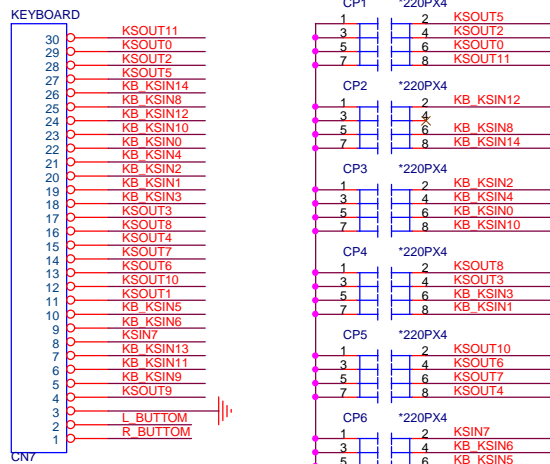 KEYBOARD
30 KSOUT11
29 KSOUT0
28 KSOUT2
27 KSOUT5
26 KB_KSIN14
25 KB_KSIN8
24 KB_KSIN12
23 KB_KSIN10
22 KB_KSIN0
21 KB_KSIN4
20 KB_KSIN2
19 KB_KSIN1
18 KB_KSIN3
17 KSOUT3
16 KSOUT8
15 KSOUT4
14 KSOUT7
13 KSOUT6
12 KSOUT10
11 KSOUT1
10 KB_KSIN5
9 KB_KSIN6
8 KSIN7
7 KB_KSIN13
6 KB_KSIN11
5 KB_KSIN9
4 KSOUT9
3
2 L_BUTTOM
1 R_BUTTOM
CN7
CP1 *220PX4
1 2 KSOUT5
3 4 KSOUT2
5 6 KSOUT0
7 8 KSOUT11
CP2 *220PX4
1 2 KB_KSIN12
3 4
5 6 KB_KSIN8
7 8 KB_KSIN14
CP3 *220PX4
1 2 KB_KSIN2
3 4 KB_KSIN4
5 6 KB_KSIN0
7 8 KB_KSIN10
CP4 *220PX4
1 2 KSOUT8
3 4 KSOUT3
5 6 KB_KSIN3
7 8 KB_KSIN1
CP5 *220PX4
1 2 KSOUT10
3 4 KSOUT6
5 6 KSOUT7
7 8 KSOUT4
CP6 *220PX4
1 2 KSIN7
3 4 KB_KSIN6
5 6 KB_KSIN5